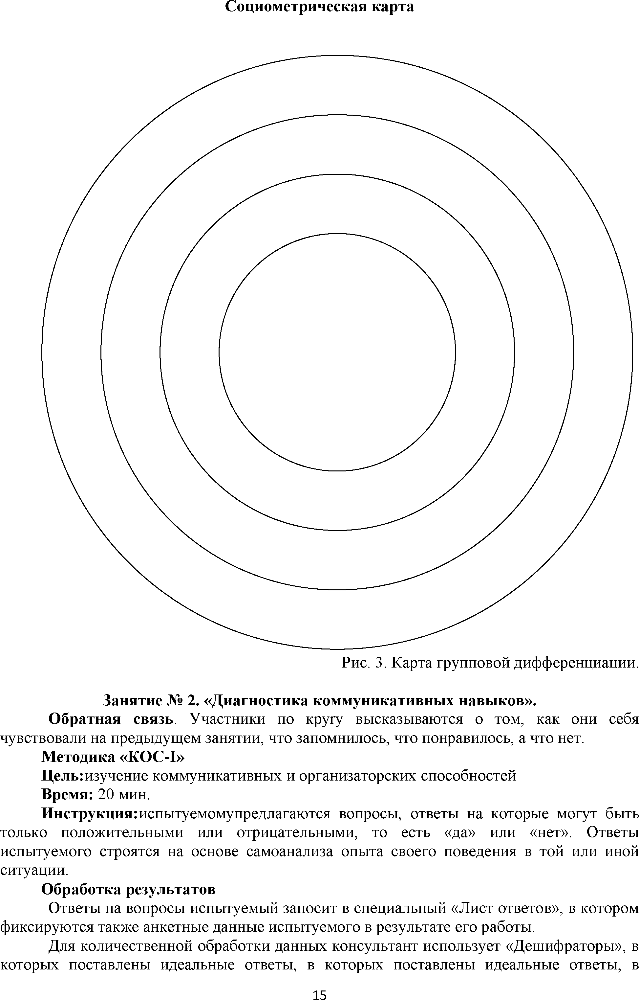 Социометрическая карта
Рис. 3. Карта групповой дифференциации.
Занятие № 2. «Диагностика коммуникативных навыков».
Обратная связь. Участники по кругу высказываются о том, как они себя
чувствовали на предыдущем занятии, что запомнилось, что понравилось, а что нет.
Методика «КОС-I»
Цель:изучение коммуникативных и организаторских способностей
Время: 20 мин.
Инструкция:испытуемомупредлагаются вопросы, ответы на которые могут быть
только положительными или отрицательными, то есть «да» или «нет». Ответы
испытуемого строятся на основе самоанализа опыта своего поведения в той или иной
ситуации.
Обработка результатов
Ответы на вопросы испытуемый заносит в специальный «Лист ответов», в котором
фиксируются также анкетные данные испытуемого в результате его работы.
Для количественной обработки данных консультант использует «Дешифраторы», в
которых поставлены идеальные ответы, в которых поставлены идеальные ответы, в
15